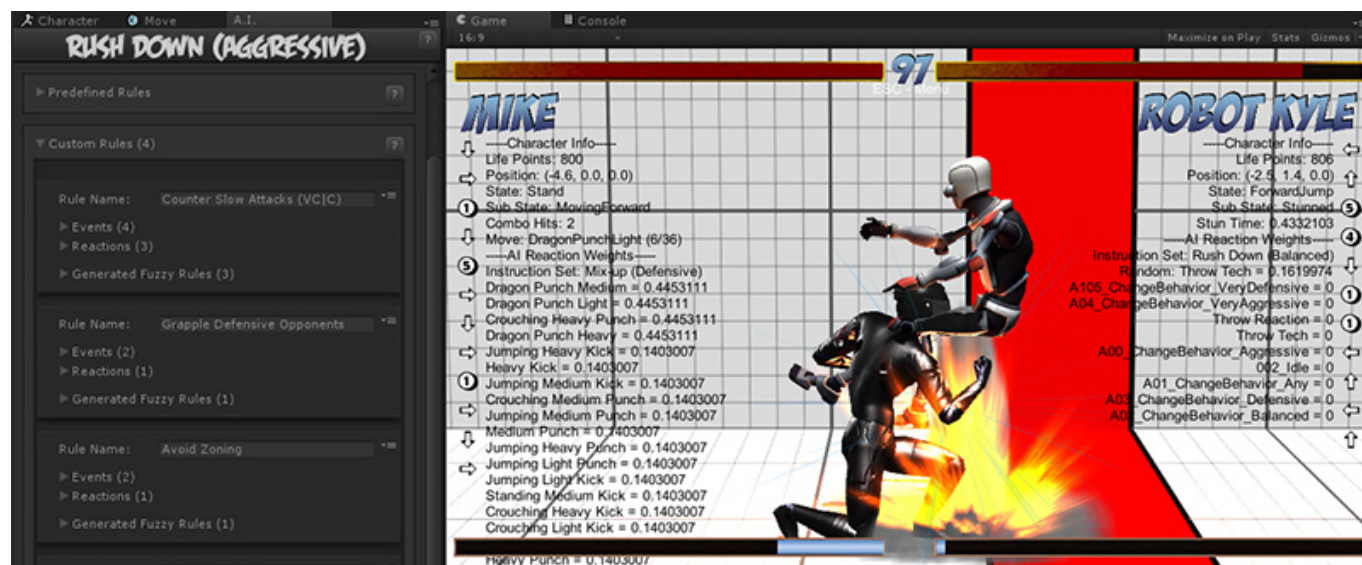 Character
Move
A.I.
RUSH DOWN (AGGRESSIVE)
?
Predefined Rules
?
Custom Rules (4)
?
Rule Name: Counter Slow Attacks (VC|C)
Events (4)
Reactions (3)
Generated Fuzzy Rules (3)
Rule Name: Grapple Defensive Opponents
Events (2)
Reactions (1)
Generated Fuzzy Rules (1)
Rule Name: Avoid Zoning
Events (2)
Reactions (1)
Generated Fuzzy Rules (1)
Game
Console
16:9
Maximize on Play Stats Gizmos
97
ESC - Menu
MIKE
-----Character Info-----
Life Points: 800
Position: (-4.6, 0.0, 0.0)
State: Stand
1 Sub State: MovingForward
Combo Hits: 2
Move: DragonPunchLight (6/36)
-----AI Reaction Weights-----
5 Instruction Set: Mix-up (Defensive)
Dragon Punch Medium = 0.4453111
Dragon Punch Light = 0.4453111
Crouching Heavy Punch = 0.4453111
Dragon Punch Heavy = 0.4453111
Jumping Heavy Kick = 0.1403007
Heavy Kick = 0.1403007
1 Jumping Medium Kick = 0.1403007
Crouching Medium Punch = 0.1403007
Jumping Medium Punch = 0.1403007
Medium Punch = 0.1403007
Jumping Heavy Punch = 0.1403007
Jumping Light Punch = 0.1403007
Jumping Light Kick = 0.1403007
Standing Medium Kick = 0.1403007
Crouching Heavy Kick = 0.1403007
Crouching Light Kick = 0.1403007
Heavy Punch = 0.1403007
ROBOT KYLE
-----Character Info-----
Life Points: 806
Position: (-2.5, 1.4, 0.0)
State: ForwardJump
Sub State: Stunned 5
Stun Time: 0.4332103
-----AI Reaction Weights----- 4
Instruction Set: Rush Down (Balanced)
Random: Throw Tech = 0.1619974
A105_ChangeBehavior_VeryDefensive = 0 1
A04_ChangeBehavior_VeryAggressive = 0
Throw Reaction = 0 1
Throw Tech = 0
A00_ChangeBehavior_Aggressive = 0
002_Idle = 0
A01_ChangeBehavior_Any = 0
A03_ChangeBehavior_Defensive = 0
ChangeBehavior_Balanced = 0